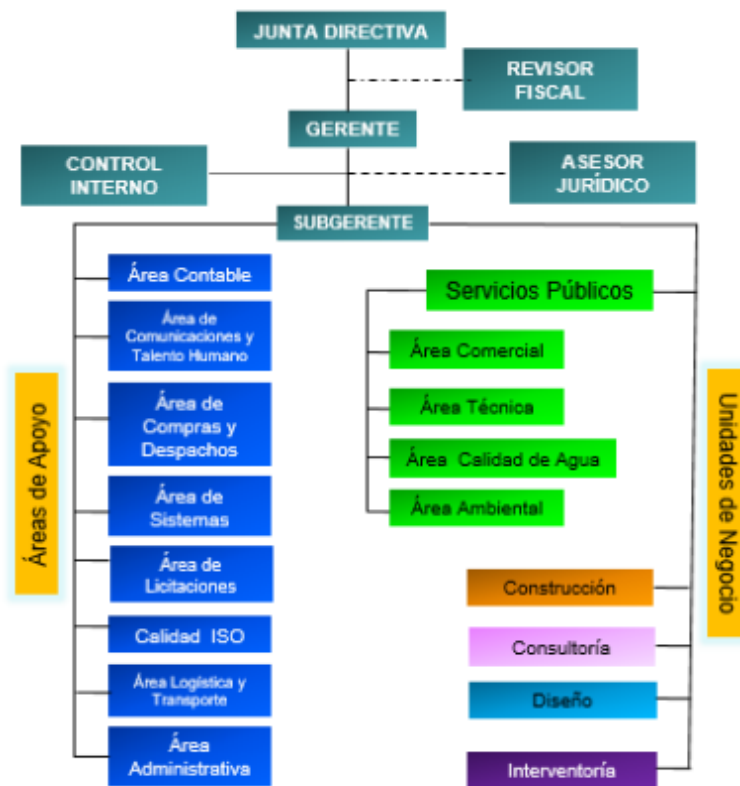 JUNTA DIRECTIVA
REVISOR
FISCAL
GERENTE
CONTROL
INTERNO
ASESOR
JURÍDICO
SUBGERENTE
Áreas de Apoyo
Área Contable
Área de
Comunicaciones y
Talento Humano
Área de
Compras y
Despachos
Área de
Sistemas
Área de
Licitaciones
Calidad ISO
Área Logística y
Transporte
Área
Administrativa
Servicios Públicos
Área Comercial
Área Técnica
Área Calidad de Agua
Área Ambiental
Construcción
Consultoría
Diseño
Interventoría
Unidades de Negocio